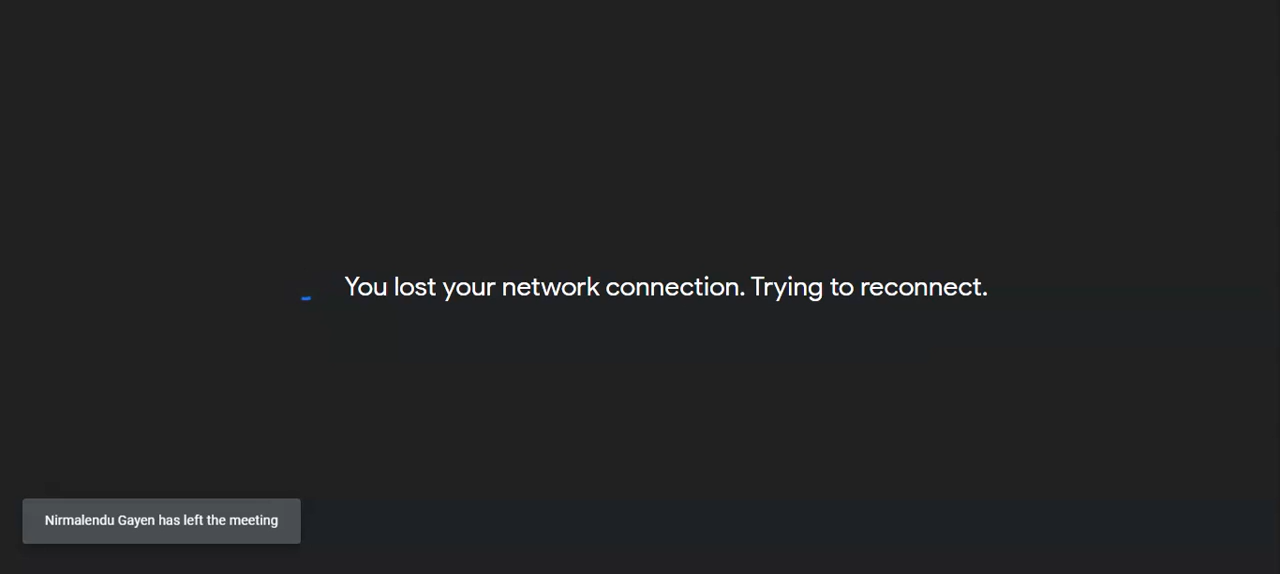 You lost your network connection. Trying to reconnect.
Nirmalendu Gayen has left the meeting